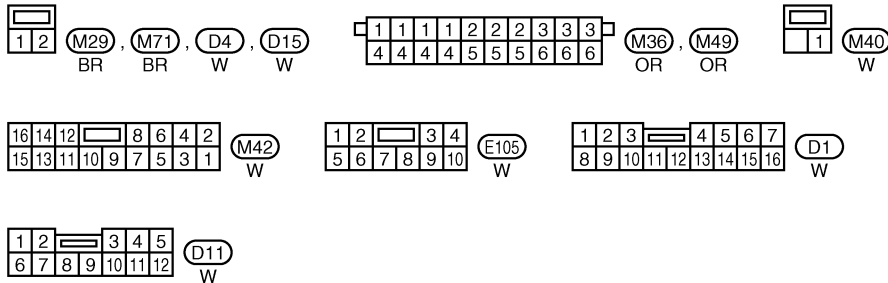 1 2 M29 , M71 , D4 , D15
BR BR W W
1 1 1 1 2 2 2 3 3 3
4 4 4 4 5 5 5 6 6 6
M36 , M49
OR OR
1 M40
W
16 14 12 8 6 4 2
15 13 11 10 9 7 5 3 1
M42
W
1 2 3 4
5 6 7 8 9 10
E105
W
1 2 3 4 5 6 7
8 9 10 11 12 13 14 15 16
D1
W
1 2 3 4 5
6 7 8 9 10 11 12
D11
W